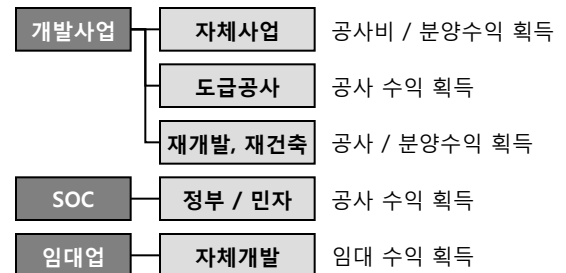 개발사업 자체사업 공사비 / 분양수익 획득
도급공사 공사 수익 획득
재개발, 재건축 공사 / 분양수익 획득
SOC 정부 / 민자 공사 수익 획득
임대업 자체개발 임대 수익 획득